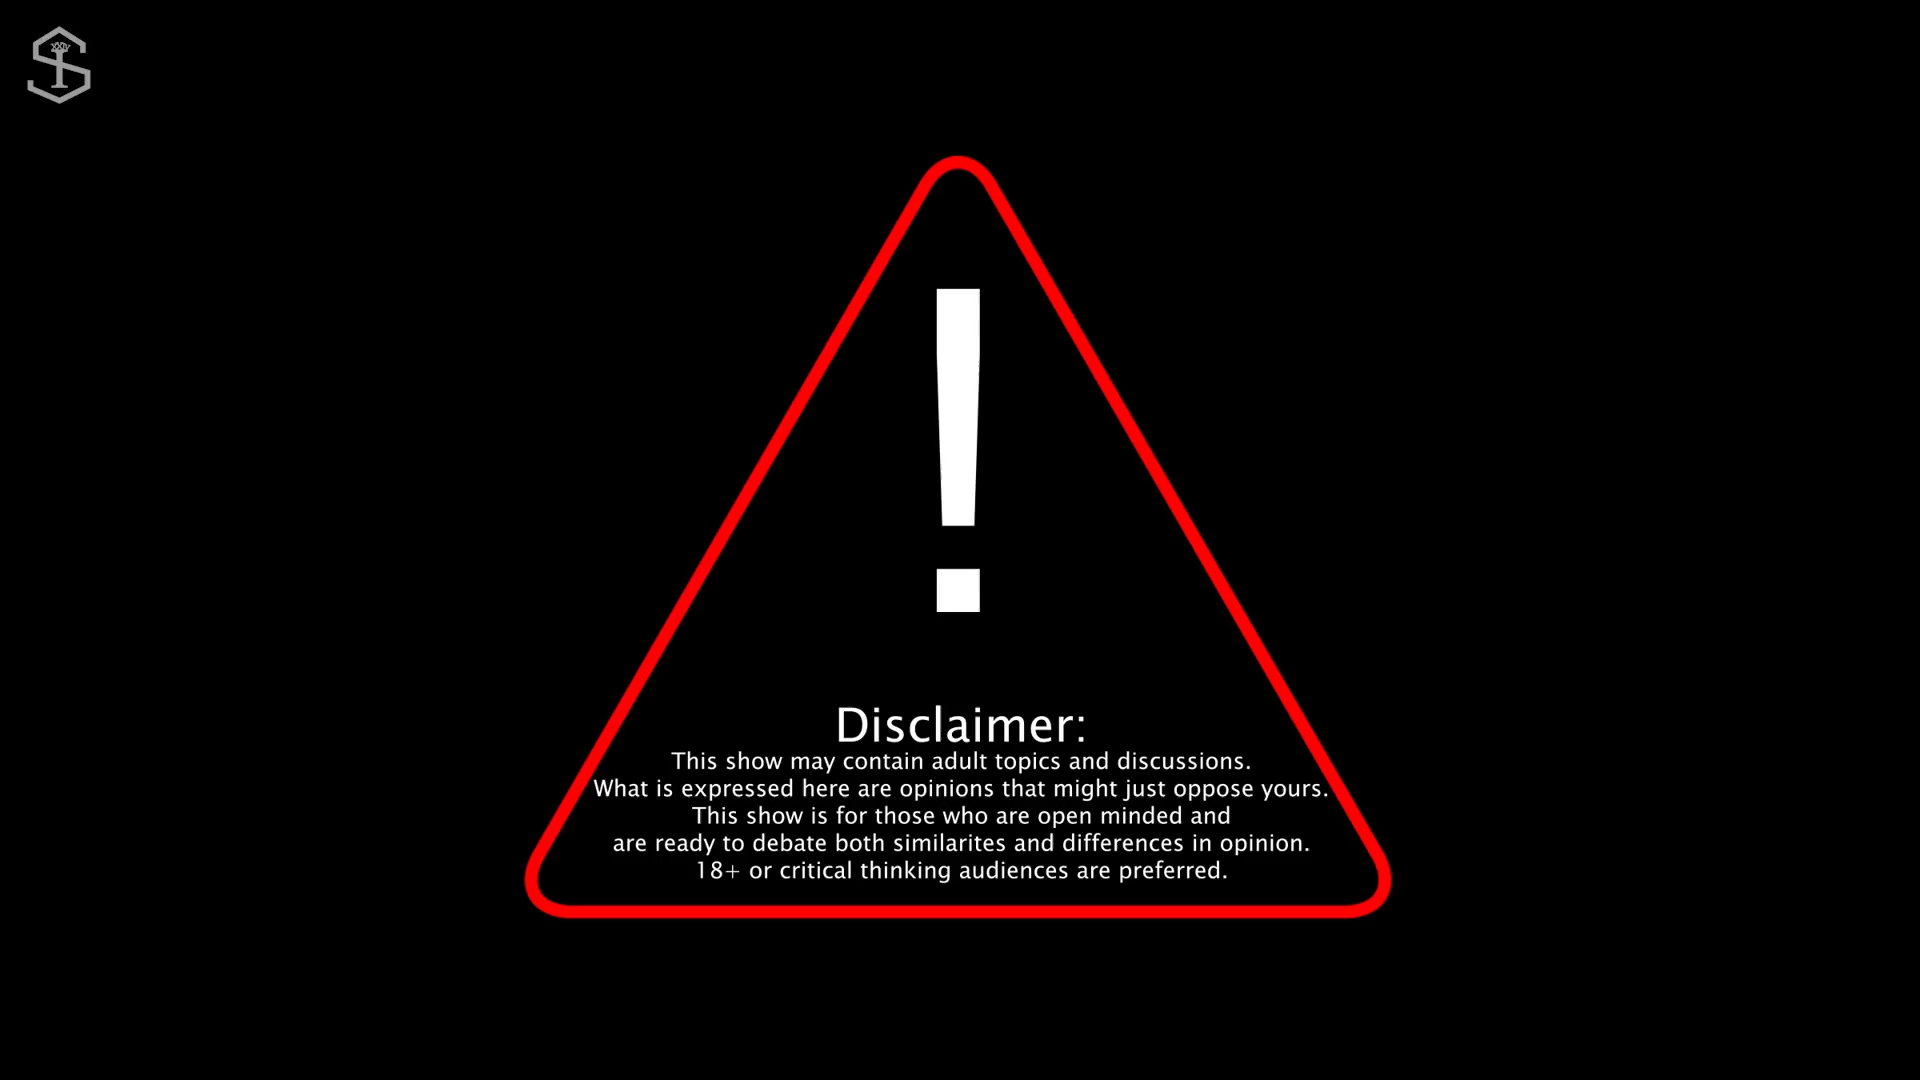 XXIV
!
Disclaimer:
This show may contain adult topics and discussions.
What is expressed here are opinions that might just oppose yours.
This show is for those who are open minded and
are ready to debate both similarites and differences in opinion.
18+ or critical thinking audiences are preferred.